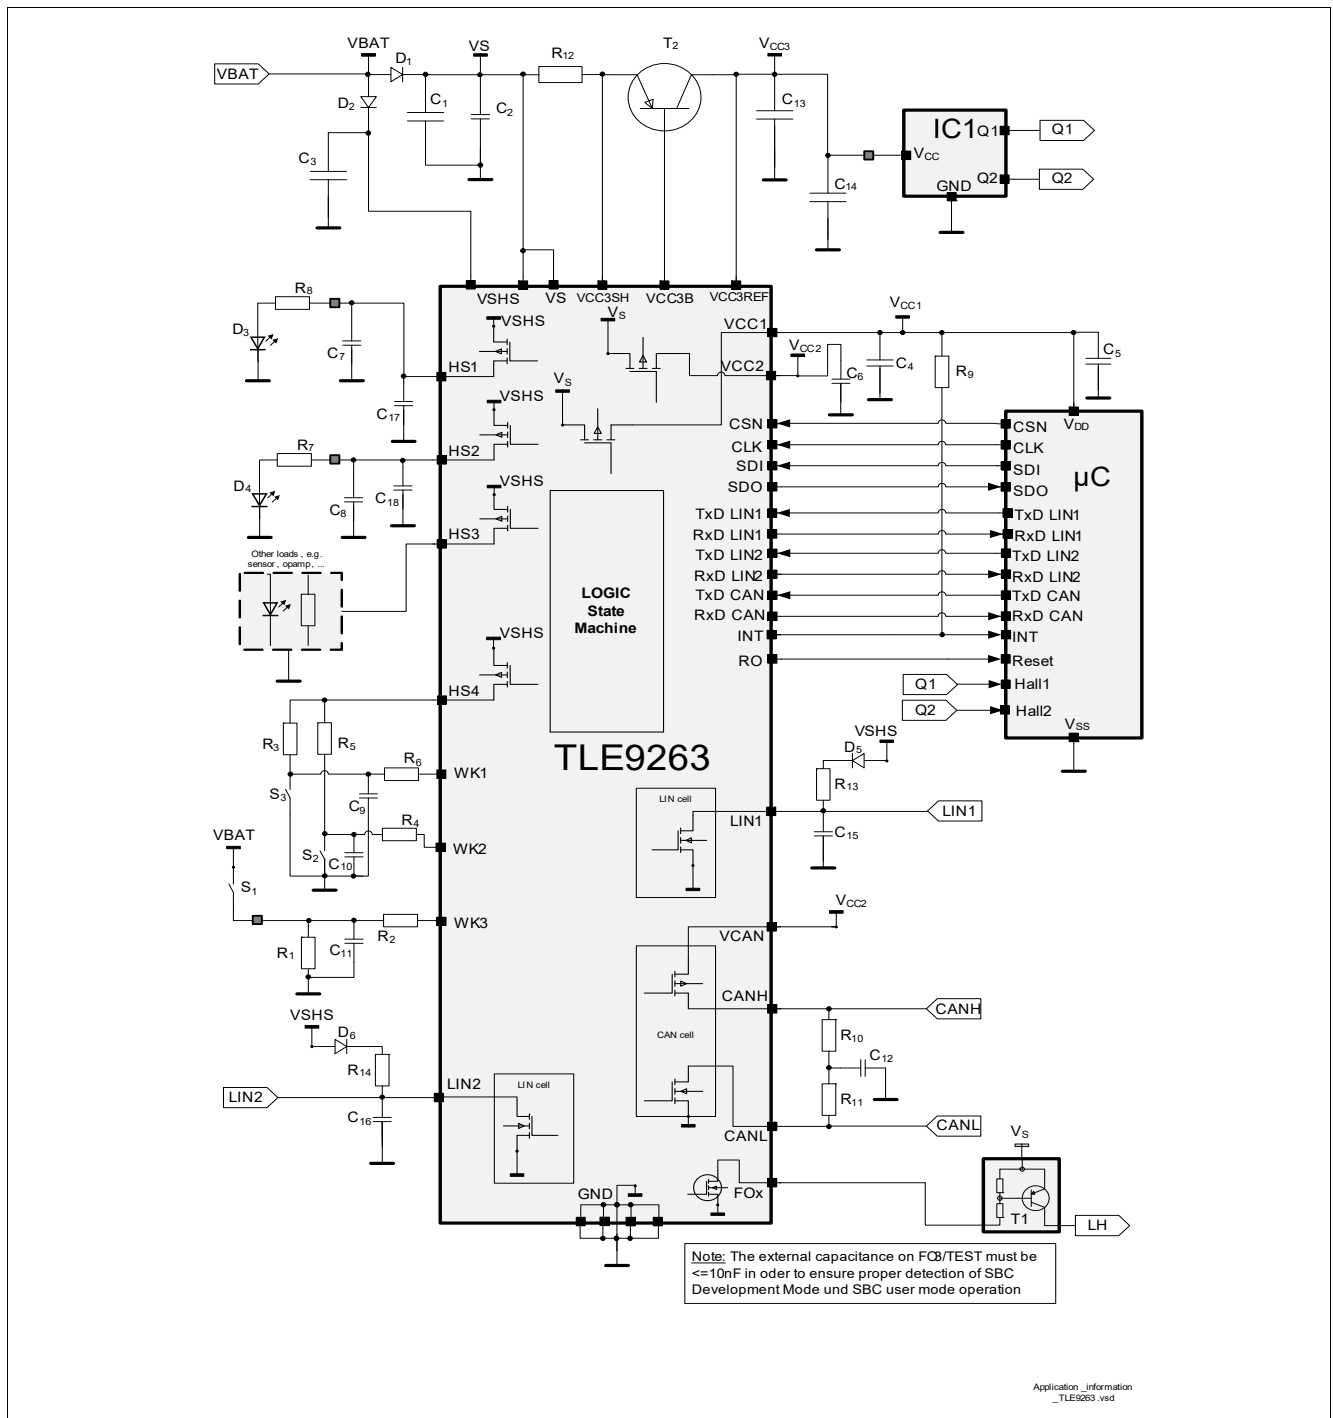 VBAT
VBAT
D1
VS
R12
T2
VCC3
D2
C1
C2
C3
C13
C14
IC1
Q1
Q1
VCC
Q2
Q2
GND
VSHS
VS
VCC3SH
VCC3B
VCC3REF
R8
D3
C7
HS1
VSHS
VS
VCC1
VCC1
VCC2
VCC2
C6
C4
R9
C5
C17
VS
VSHS
R7
D4
C8
C18
HS2
VSHS
HS3
Other loads , e.g.
sensor , opamp, ...
LOGIC
State
Machine
CSN
CLK
SDI
SDO
TxD LIN1
RxD LIN1
TxD LIN2
RxD LIN2
TxD CAN
RxD CAN
INT
RO
VDD
CSN
CLK
SDI
SDO
µC
TxD LIN1
RxD LIN1
TxD LIN2
RxD LIN2
TxD CAN
RxD CAN
INT
Reset
Q1
Hall1
Q2
Hall2
VSS
VSHS
HS4
R3
R5
R6
WK1
TLE9263
S3
C9
R4
S2
C10
WK2
VBAT
S1
R1
C11
R2
WK3
LIN cell
LIN1
D5
VSHS
R13
C15
LIN1
VCC2
VCAN
CANH
CAN cell
CANL
R10
C12
R11
CANH
CANL
VSHS
D6
R14
LIN2
C16
LIN2
LIN cell
GND
FOx
VS
T1
LH
Note: The external capacitance on FO3/TEST must be
<=10nF in oder to ensure proper detection of SBC
Development Mode und SBC user mode operation
Application _information
_TLE9263 .vsd